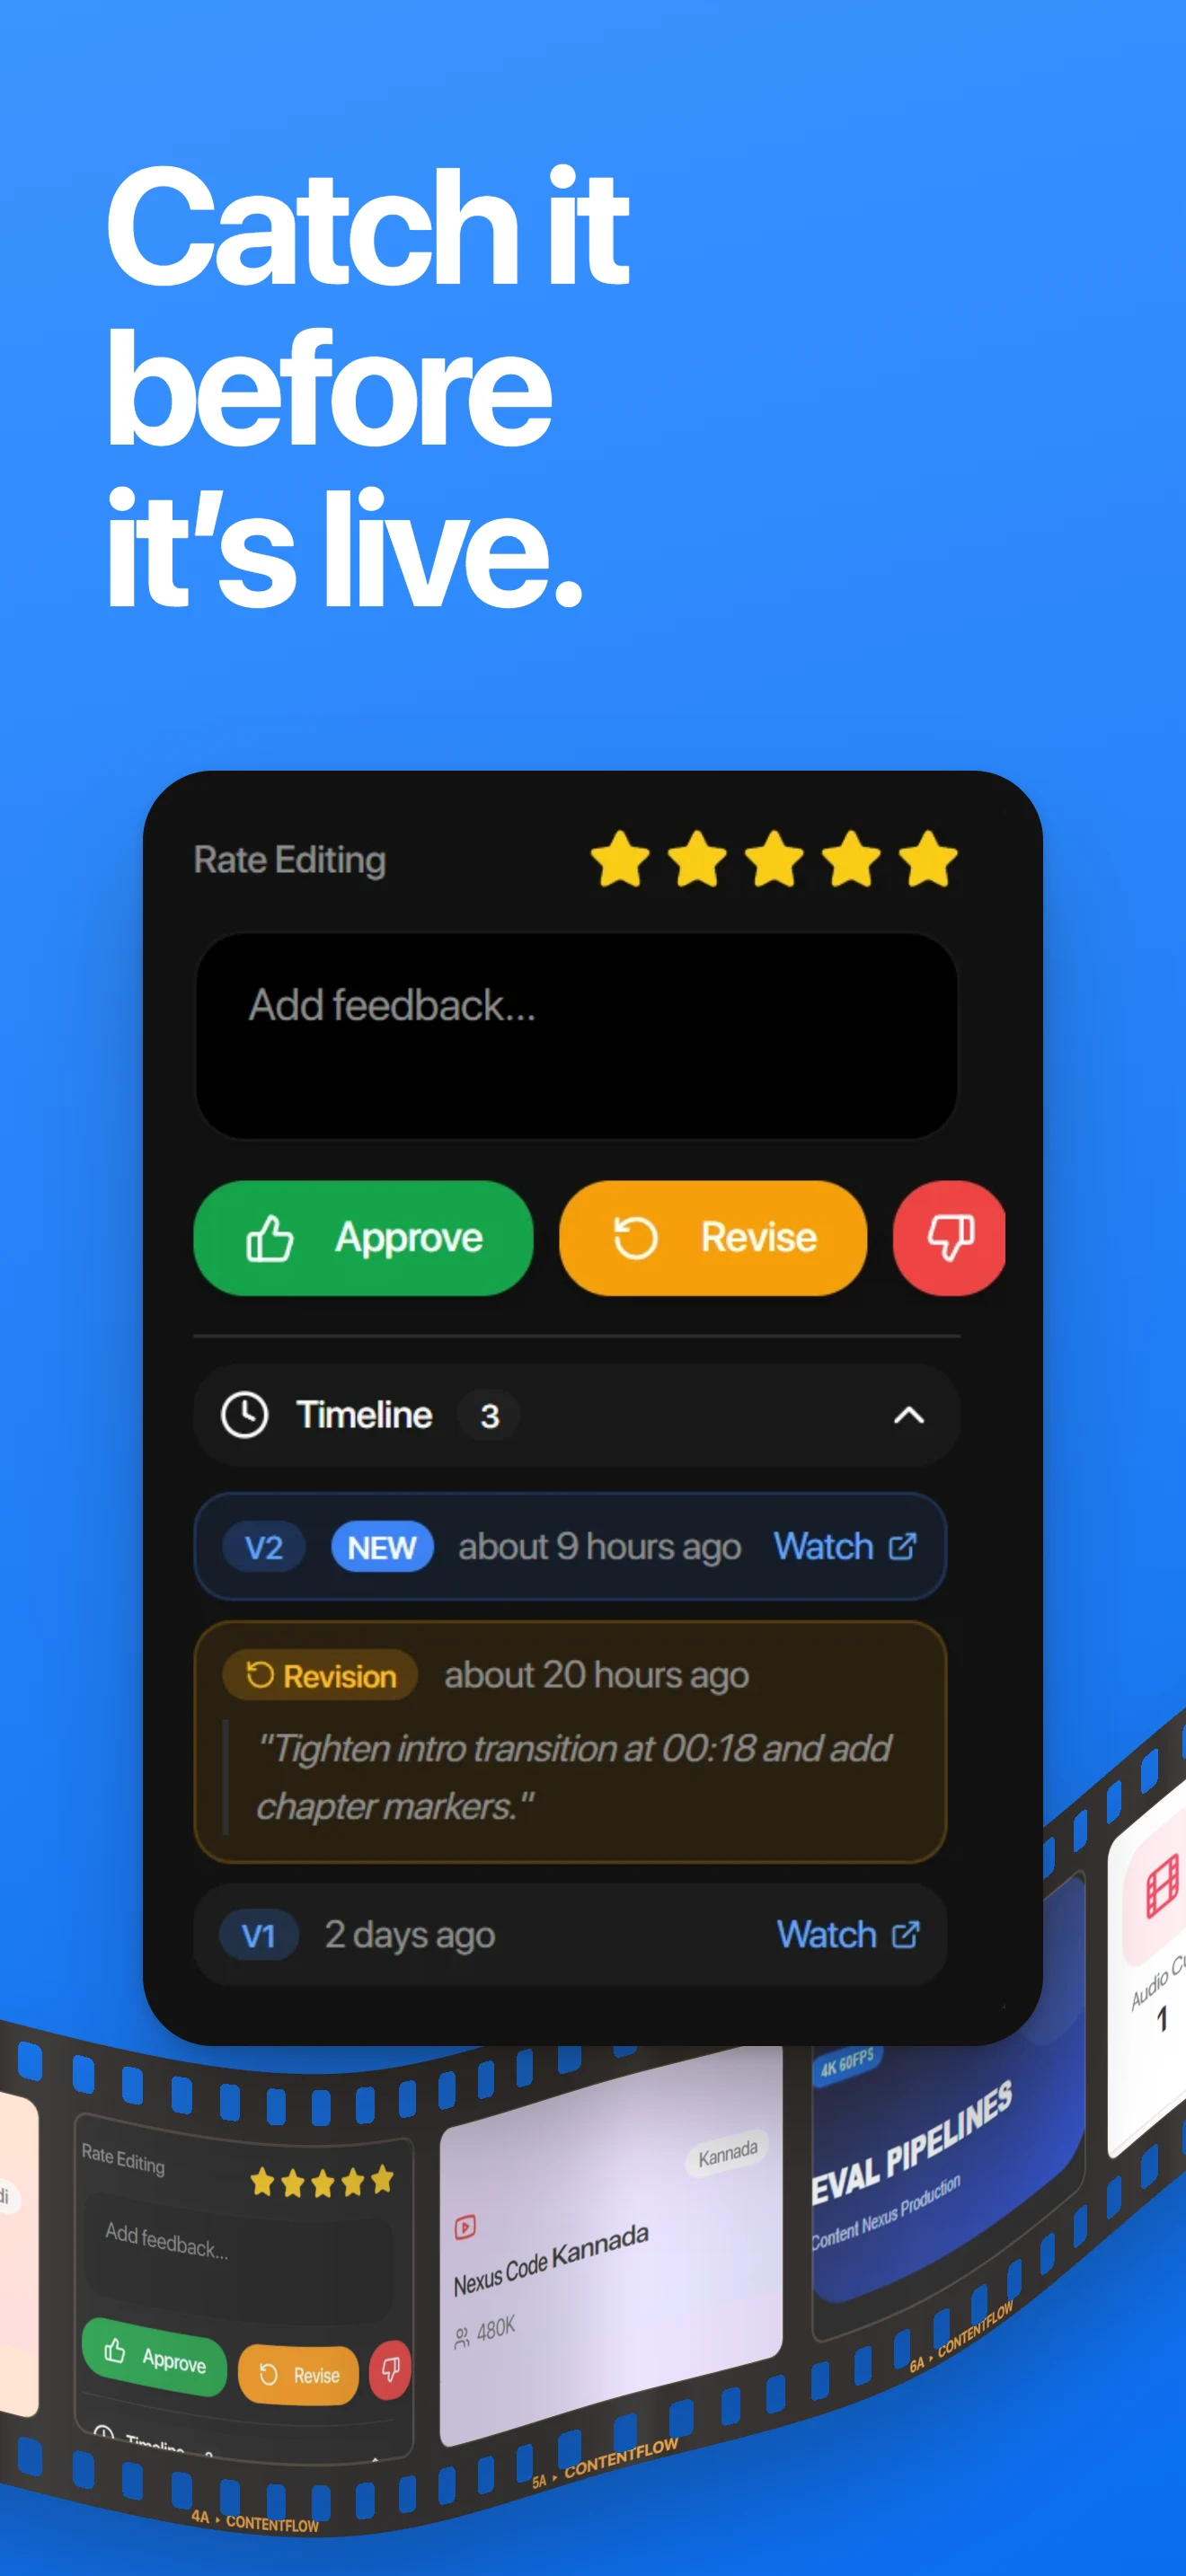 Catch it
before
it’s live.
Rate Editing
Add feedback...
Approve
Revise
Timeline 3
V2 NEW about 9 hours ago Watch
Revision about 20 hours ago
"Tighten intro transition at 00:18 and add
chapter markers."
V1 2 days ago Watch
Audio
1
4K 60FPS
EVAL PIPELINES
Content Nexus Production
Kannada
Nexus Code Kannada
480K
Rate Editing
Add feedback...
Approve
Revise
Timeline
6A ▸ CONTENTFLOW
5A ▸ CONTENTFLOW
4A ▸ CONTENTFLOW